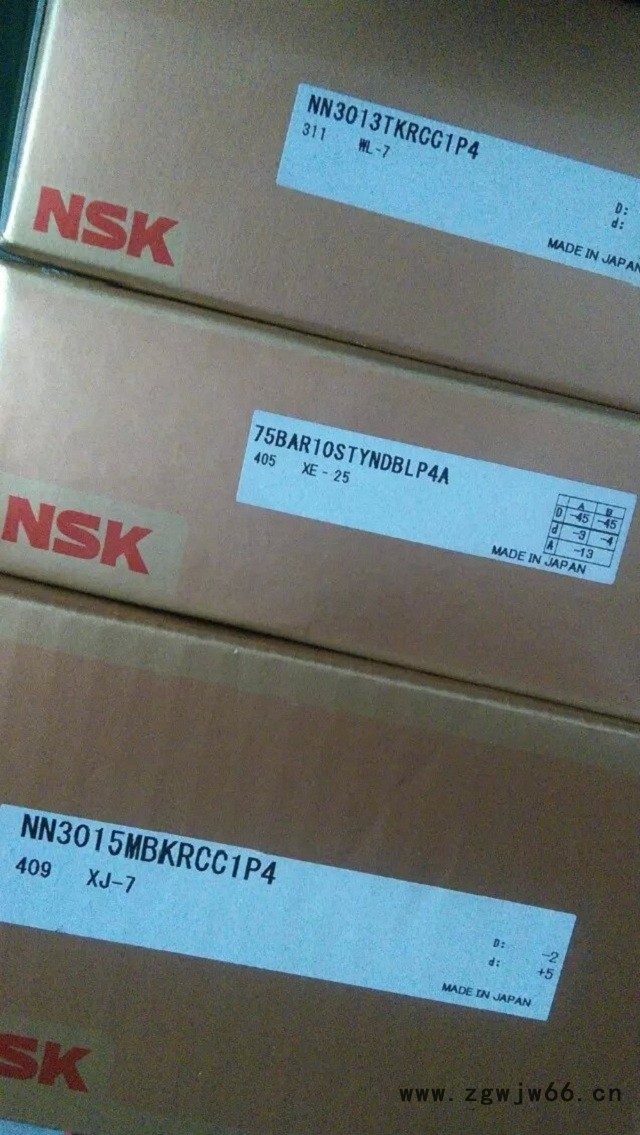 NN3013TKRCC1P4
311 WL-7
D:
d:
MADE IN JAPAN
NSK
75BAR10STYNDBLP4A
405 XE-25
A B
D -45 -45
d -3 -4
A -13
MADE IN JAPAN
NSK
NN3015MBKRCC1P4
409 XJ-7
D: -2
d: +5
MADE IN JAPAN
NSK
www.zgwjw66.cn